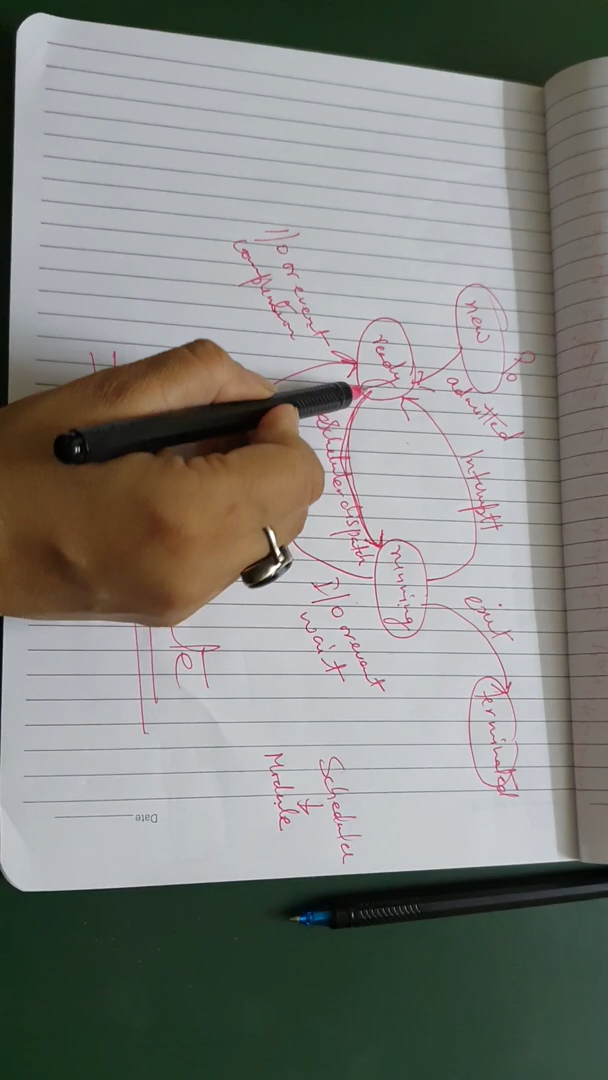 new
admitted
Interrupt
exit
terminated
ready
running
I/O or event
completion
scheduler dispatch
I/O or event
wait
Scheduler
Module
Date